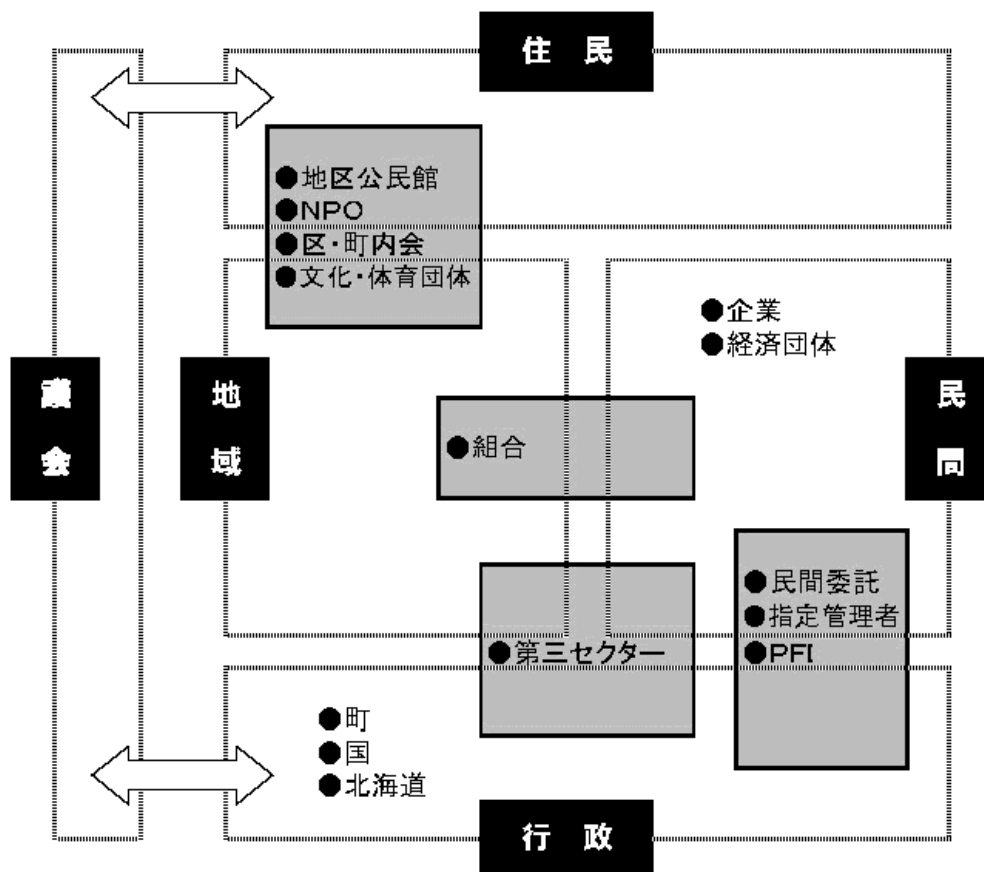 住 民
●地区公民館
●NPO
●区・町内会
●文化・体育団体
●企業
●経済団体
議会
地域
民間
●組合
●民間委託
●指定管理者
●PFI
●第三セクター
●町
●国
●北海道
行 政